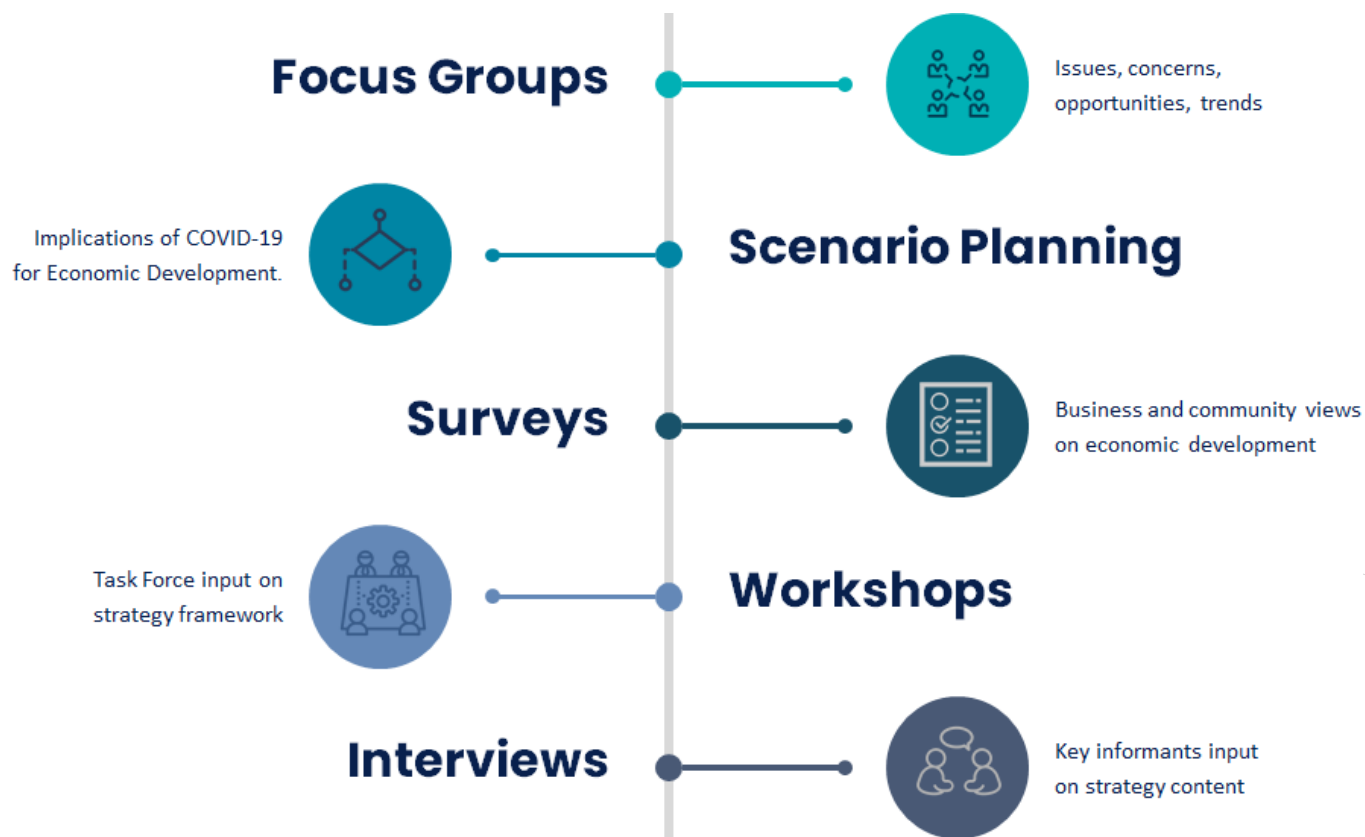 Focus Groups
Issues, concerns,
opportunities, trends
Implications of COVID-19
for Economic Development.
Scenario Planning
Surveys
Business and community views
on economic development
Task Force input on
strategy framework
Workshops
Interviews
Key informants input
on strategy content